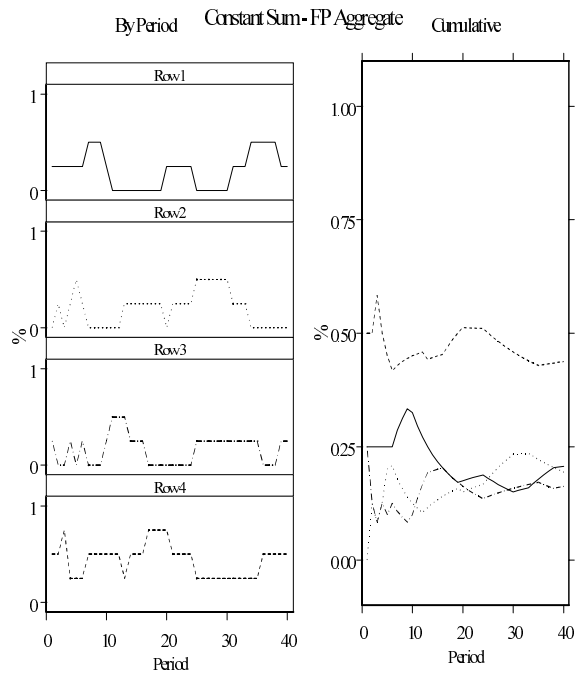 Constant Sum - FP Aggregate
By Period
Cumulative
Row1
1
0
Row2
1
0
Row3
1
0
Row4
1
0
%
0 10 20 30 40
Period
1.00
0.75
0.50
0.25
0.00
%
0 10 20 30 40
Period